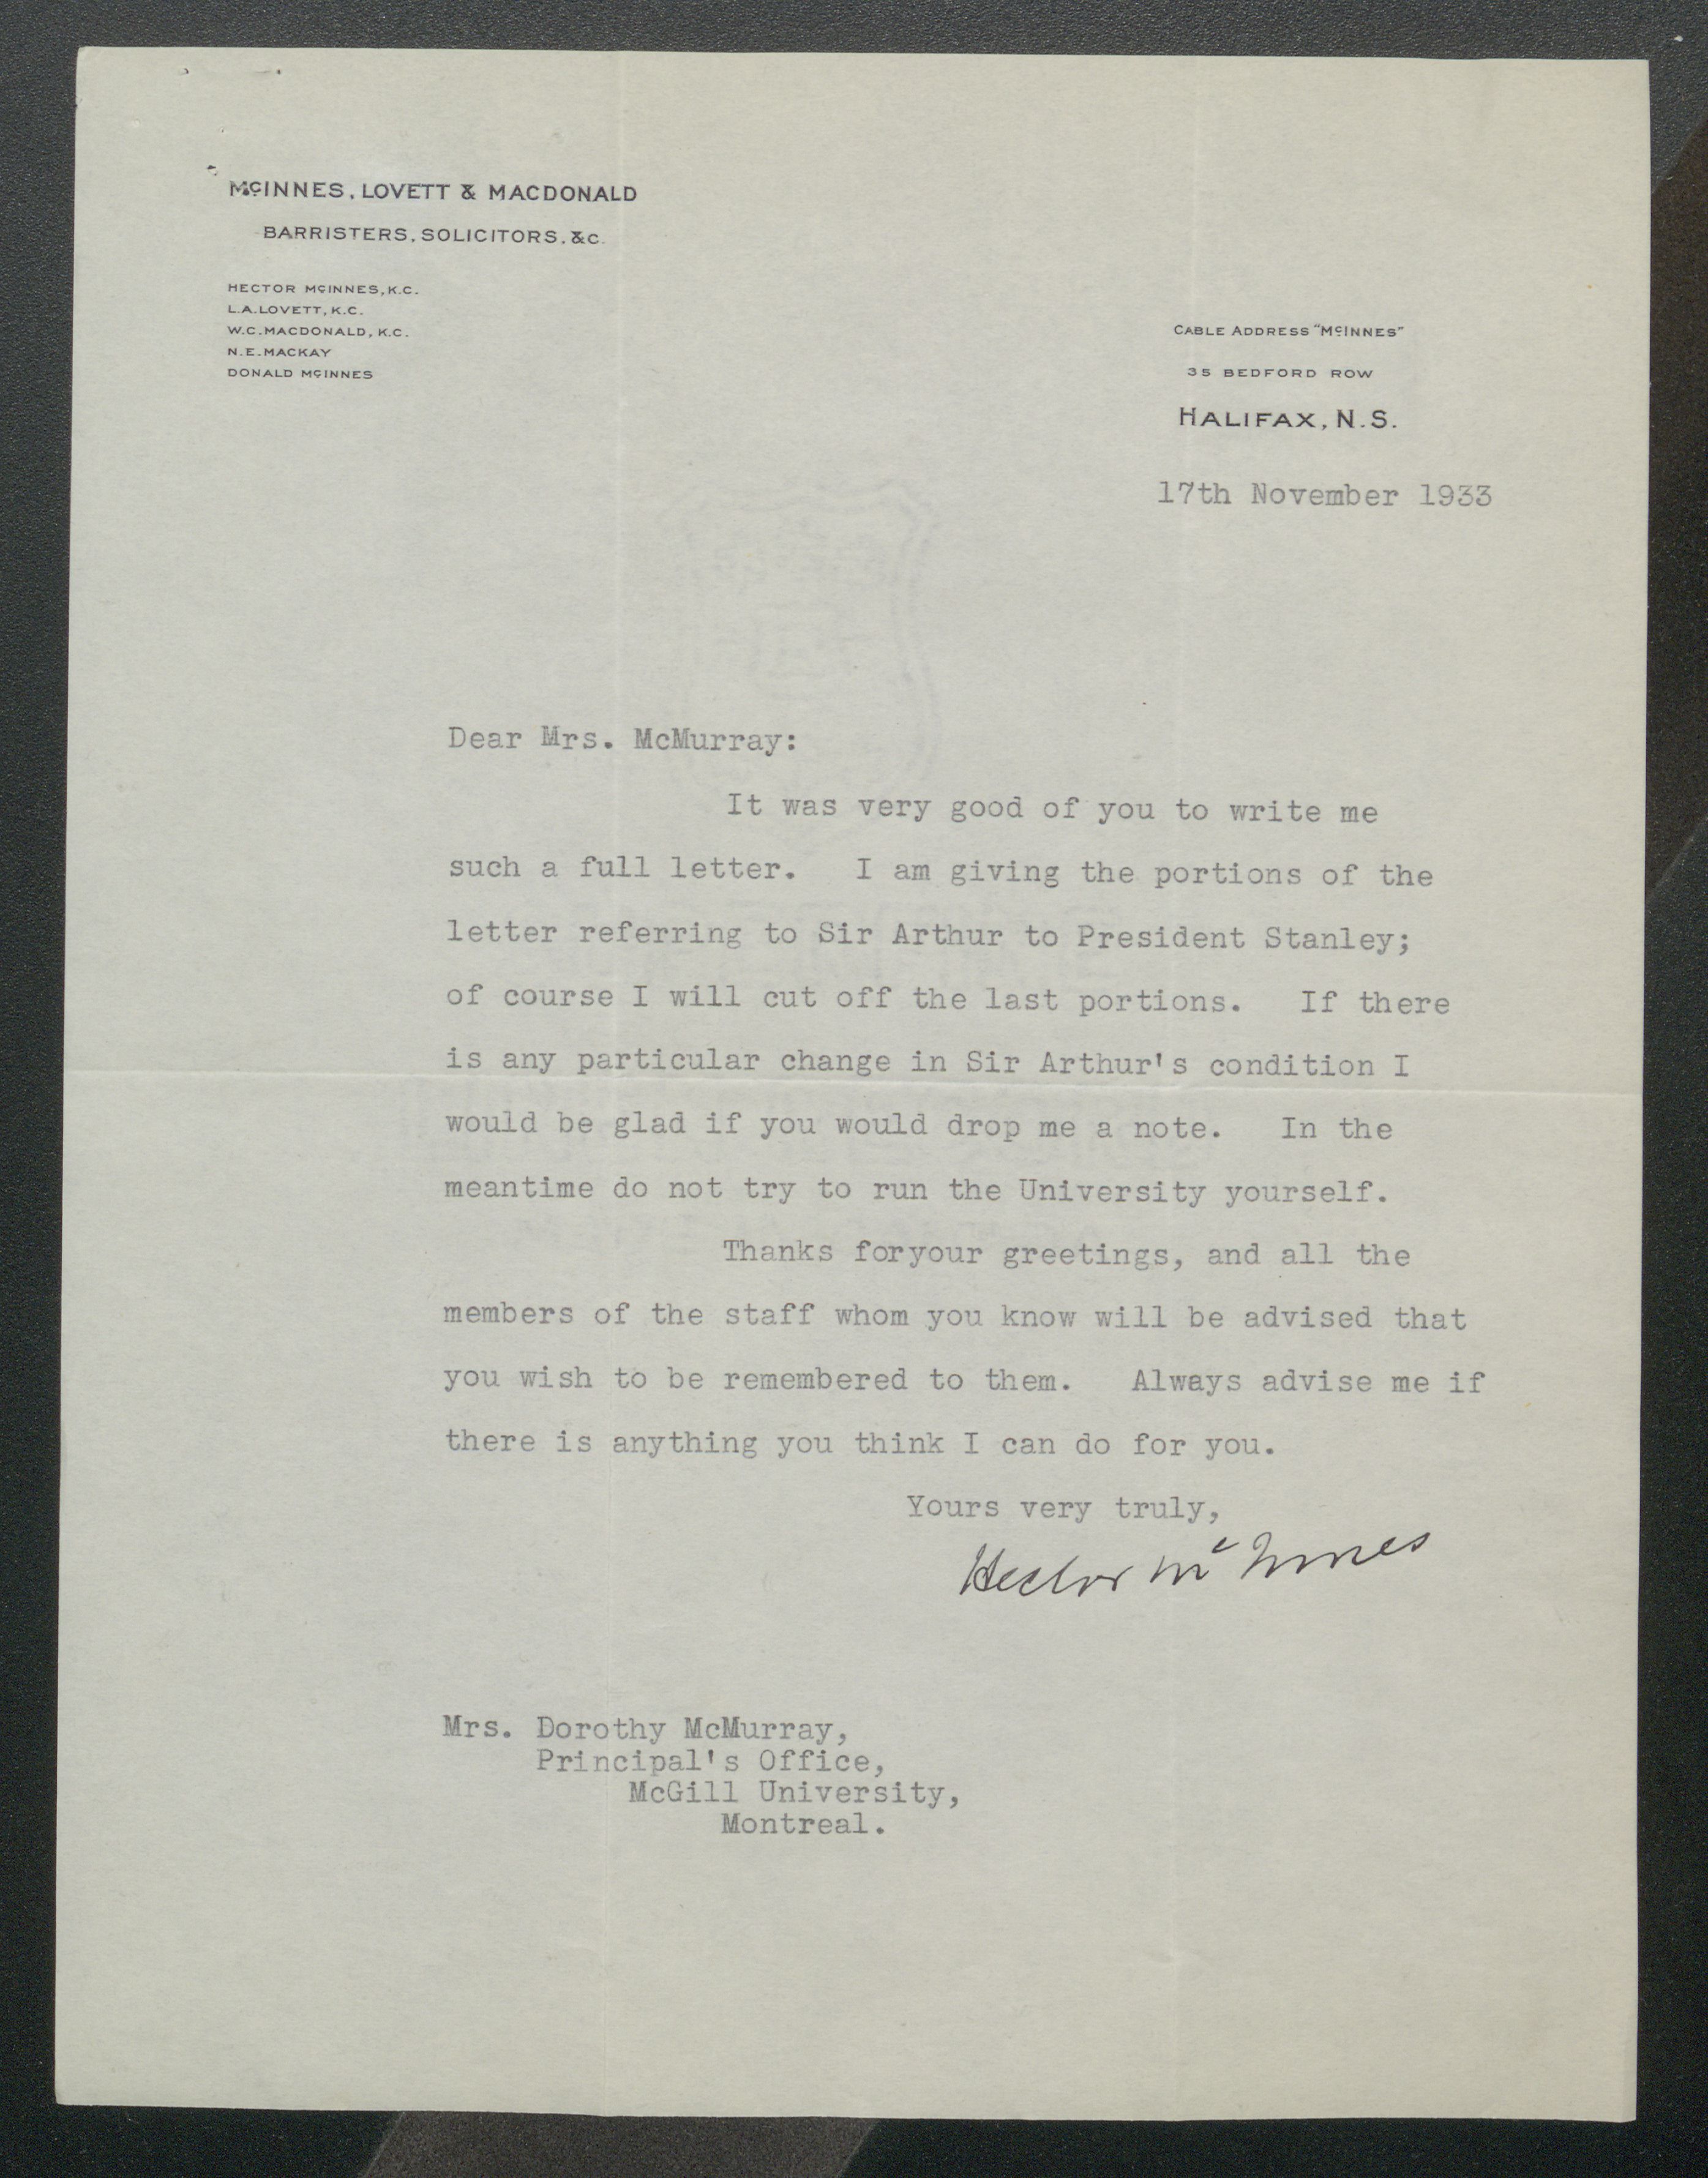 McINNES, LOVETT & MACDONALD
BARRISTERS, SOLICITORS, &c.
HECTOR McINNES, K.C.
L.A. LOVETT, K.C.
W.C. MACDONALD, K.C.
N.E. MACKAY
DONALD McINNES
CABLE ADDRESS "McINNES"
35 BEDFORD ROW
HALIFAX, N.S.
17th November 1933
Dear Mrs. McMurray:
It was very good of you to write me
such a full letter. I am giving the portions of the
letter referring to Sir Arthur to President Stanley;
of course I will cut off the last portions. If there
is any particular change in Sir Arthur's condition I
would be glad if you would drop me a note. In the
meantime do not try to run the University yourself.
Thanks foryour greetings, and all the
members of the staff whom you know will be advised that
you wish to be remembered to them. Always advise me if
there is anything you think I can do for you.
Yours very truly,
Hector McInnes
Mrs. Dorothy McMurray,
Principal's Office,
McGill University,
Montreal.